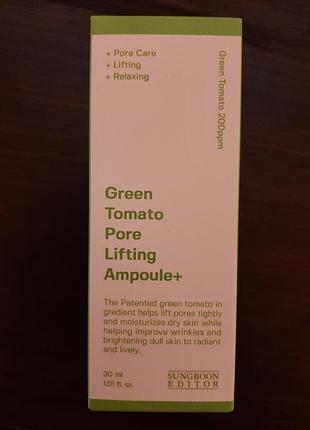 + Pore Care
+ Lifting
+ Relaxing
Green Tomato 200ppm
Green
Tomato
Pore
Lifting
Ampoule+
The Patented green tomato in
gredient helps lift pores tightly
and moisturizes dry skin while
helping improve wrinkles and
brightening dull skin to radiant
and lively.
30 ml
1.01 fl. oz.
SUNGBOON
EDITOR